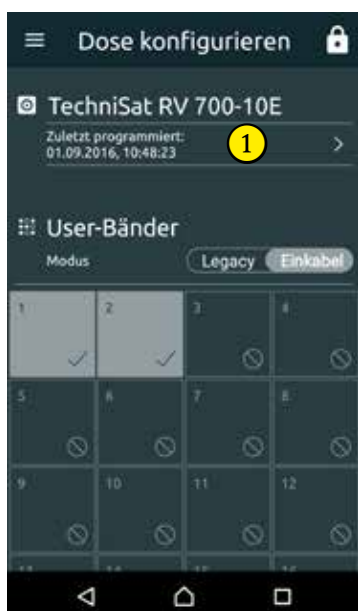 Dose konfigurieren
TechniSat RV 700-10E
Zuletzt programmiert:
01.09.2016, 10:48:23
1
User-Bänder
Modus Legacy Einkabel
1 2 3 4
5 6 7 8
9 10 11 12